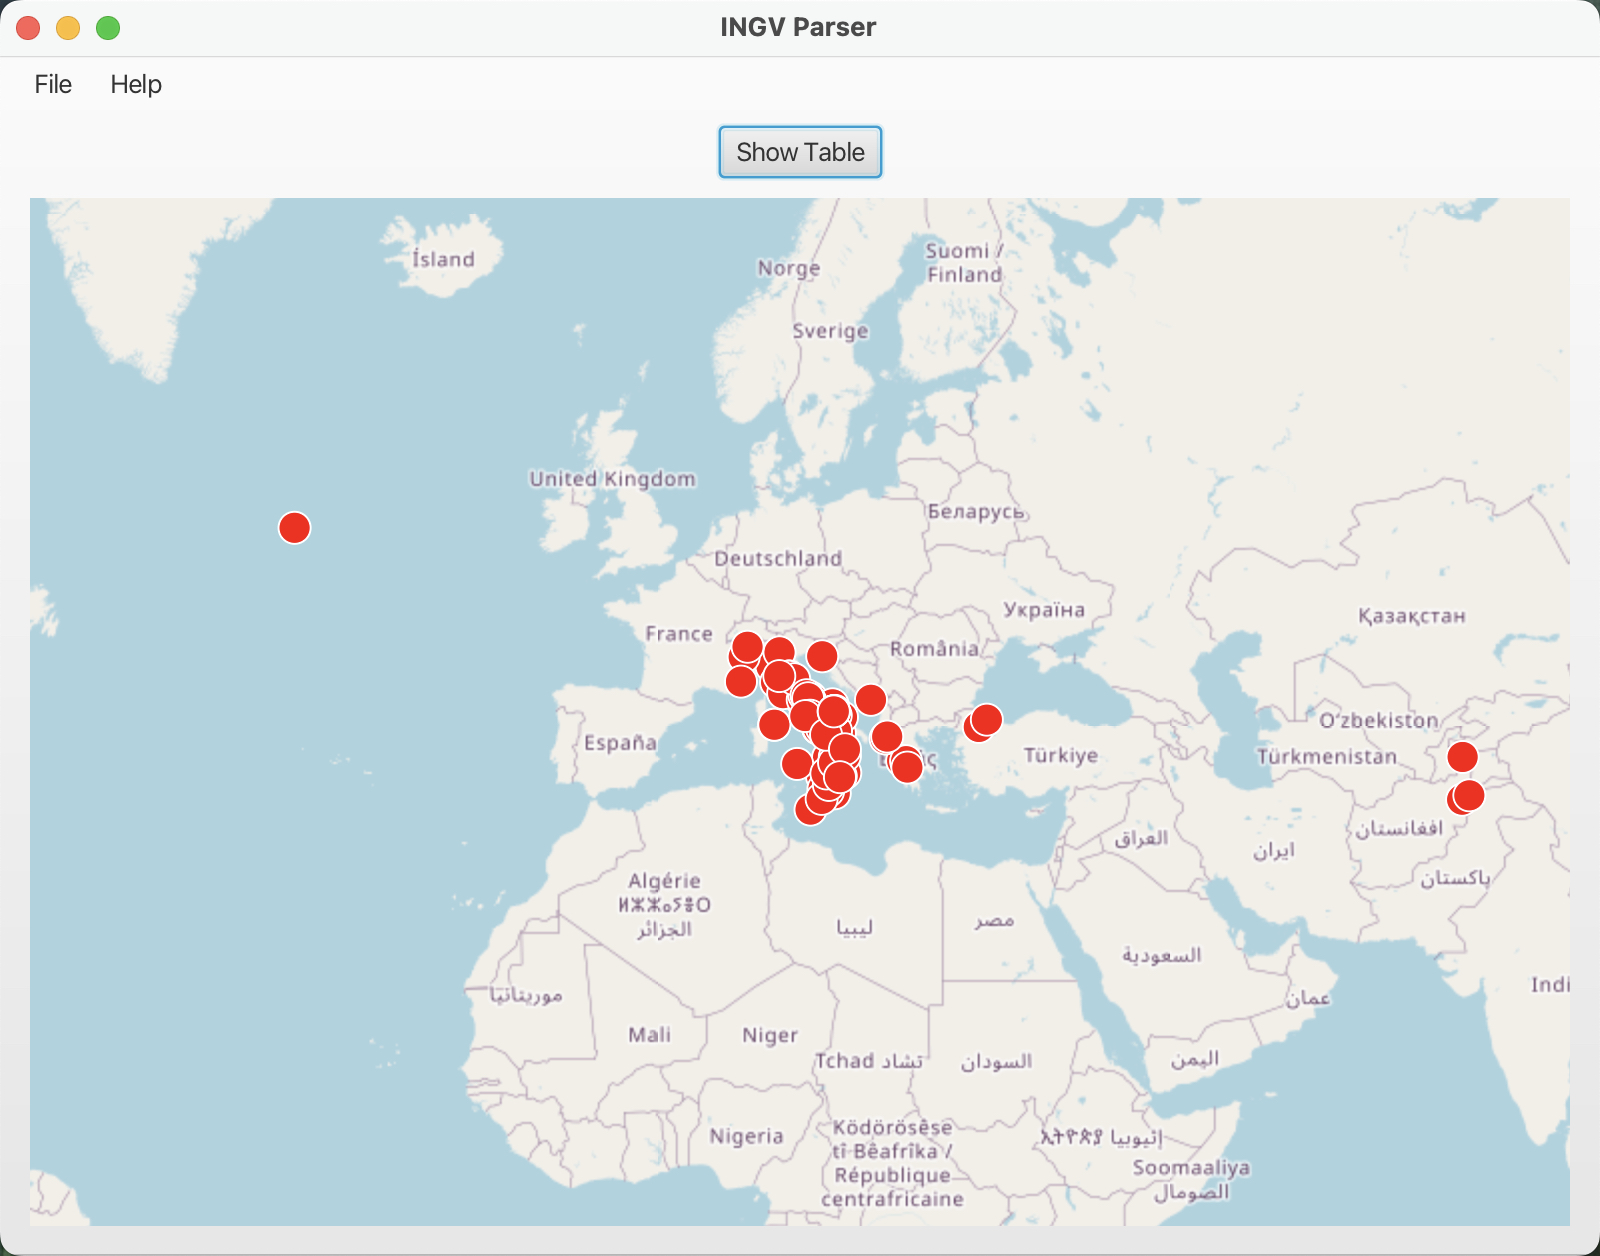 INGV Parser
File Help
Show Table
Ísland
Norge
Suomi /
Finland
Sverige
United Kingdom
Беларусь
Deutschland
Україна
Қазақстан
France
România
Oʻzbekiston
España
Türkiye
Türkmenistan
افغانستان
العراق
ایران
پاکستان
Algérie
ⵍⵣⵣⴰⵢⴻⵔ
الجزائر
ليبيا
مصر
السعودية
Indi
موريتانيا
عمان
Mali
Niger
Tchad تشاد
السودان
اليمن
Nigeria
Ködörösêse
tî Bêafrîka /
République
centrafricaine
ኢትዮጵያ إثيوبيا
Soomaaliya
الصومال